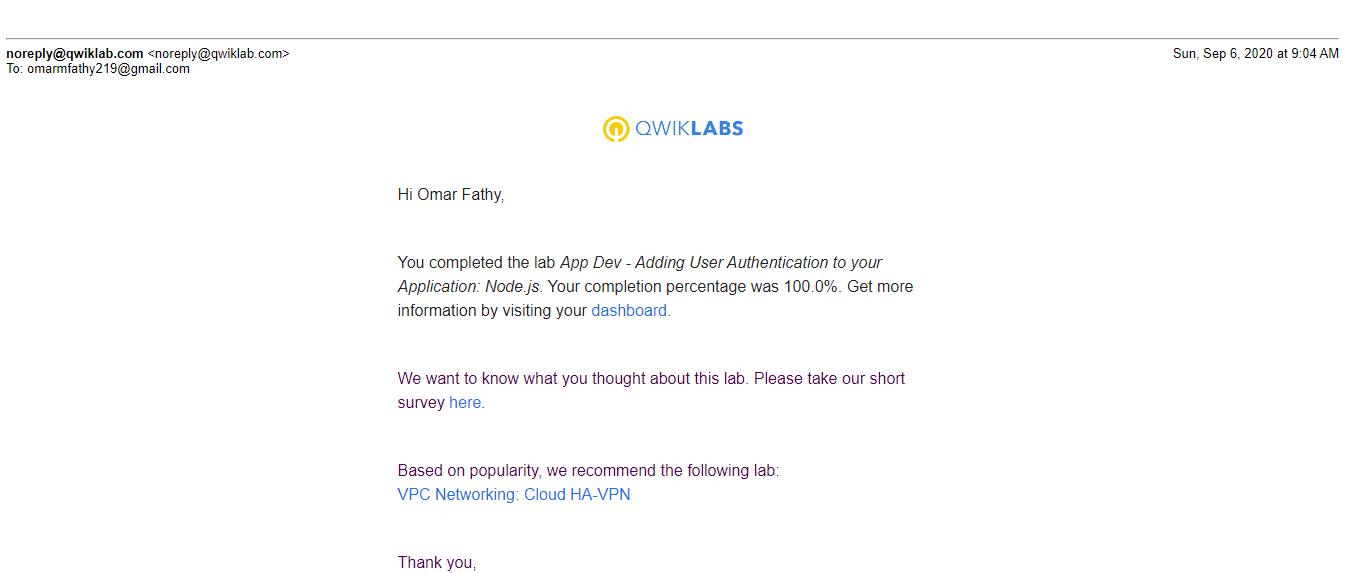 noreply@qwiklab.com <noreply@qwiklab.com> Sun, Sep 6, 2020 at 9:04 AM
To: omarmfathy219@gmail.com
QWIKLABS
Hi Omar Fathy,
You completed the lab App Dev - Adding User Authentication to your
Application: Node.js. Your completion percentage was 100.0%. Get more
information by visiting your dashboard.
We want to know what you thought about this lab. Please take our short
survey here.
Based on popularity, we recommend the following lab:
VPC Networking: Cloud HA-VPN
Thank you,